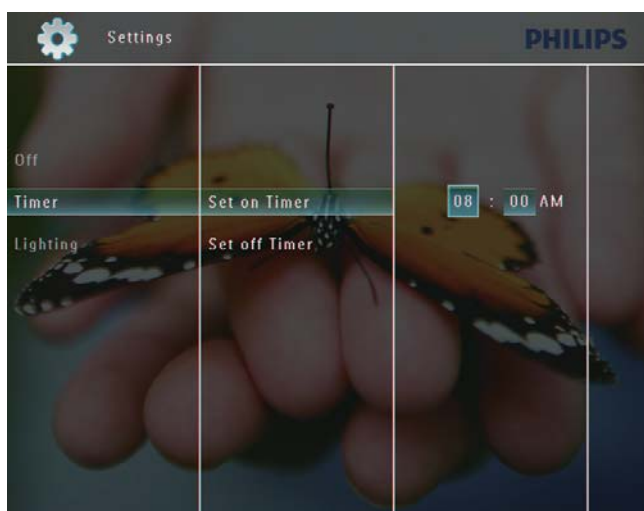 Settings
PHILIPS
Off
Timer
Set on Timer
08 : 00 AM
Lighting
Set off Timer